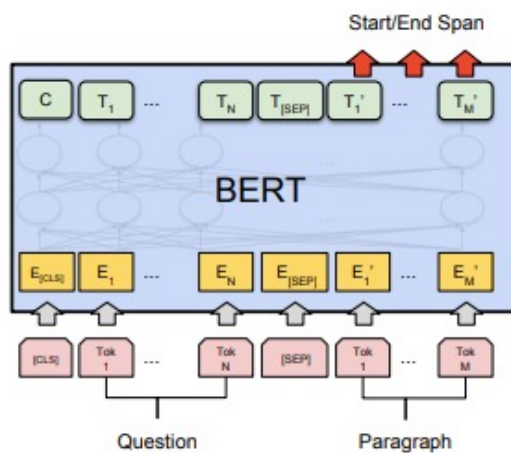 Start/End Span
C T1 ... TN T[SEP] T1' ... TM'
...
BERT
...
E[CLS] E1 ... EN E[SEP] E1' ... EM'
[CLS] Tok 1 ... Tok N [SEP] Tok 1 ... Tok M
Question Paragraph